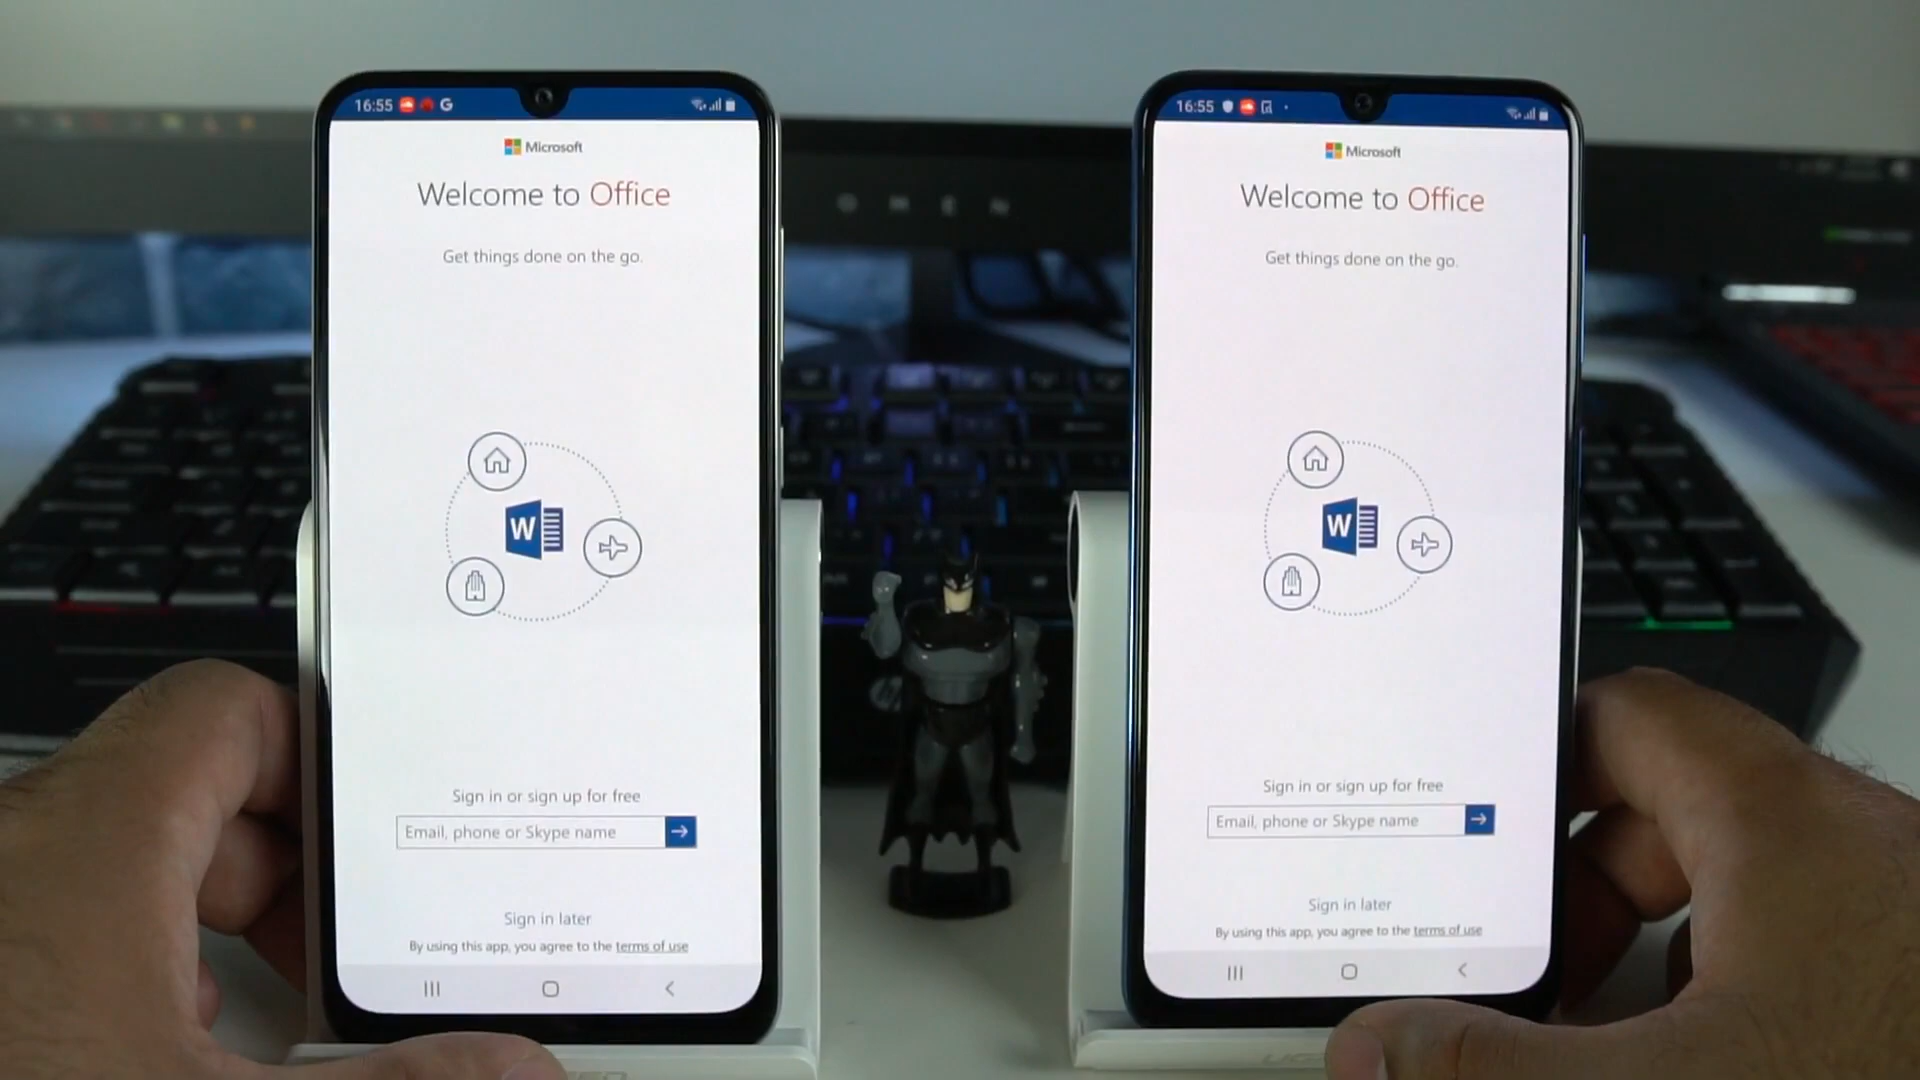 16:55 G
Microsoft
Welcome to Office
Get things done on the go.
W
Sign in or sign up for free
Email, phone or Skype name
Sign in later
By using this app, you agree to the terms of use
16:55
Microsoft
Welcome to Office
Get things done on the go.
W
Sign in or sign up for free
Email, phone or Skype name
Sign in later
By using this app, you agree to the terms of use